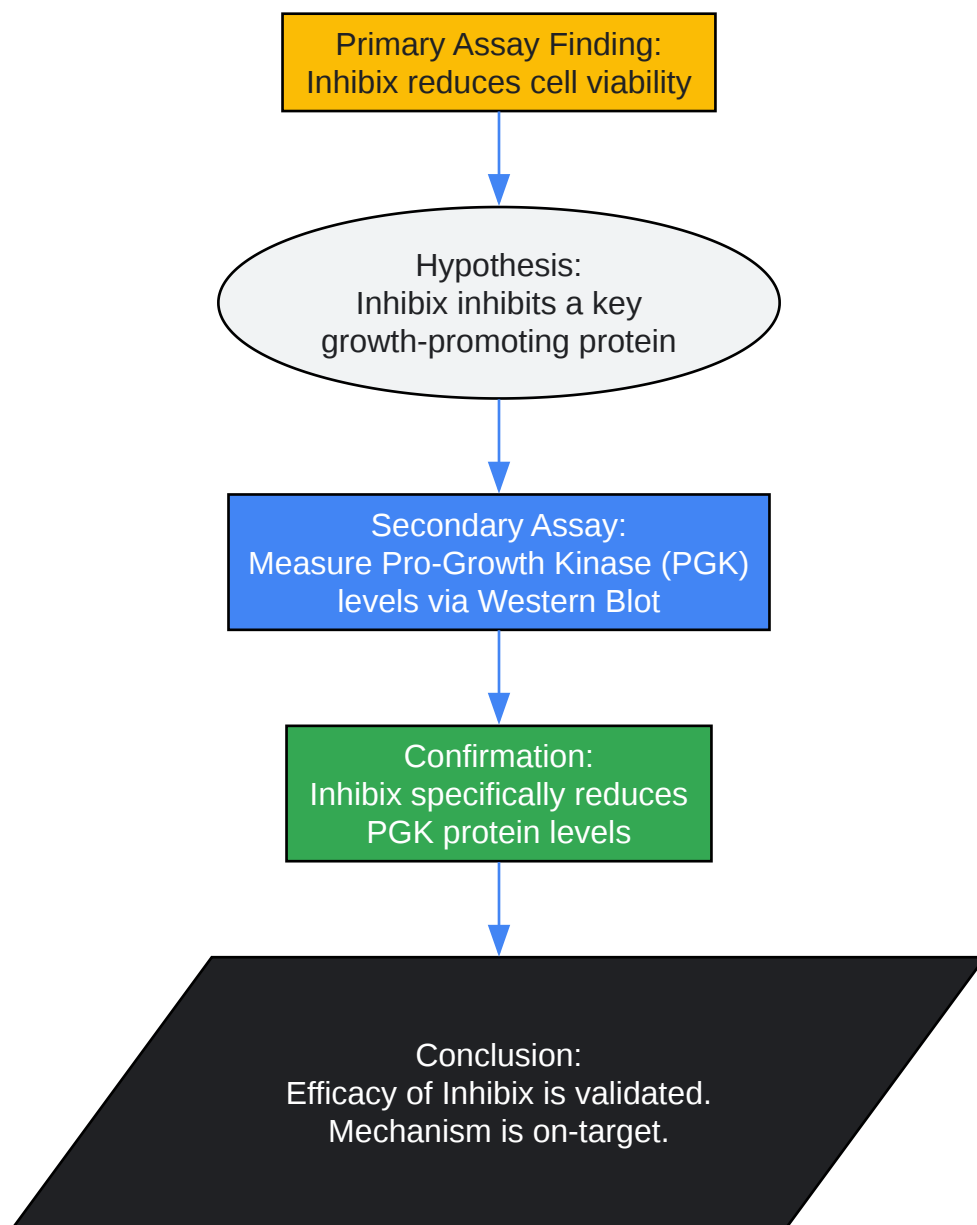 Primary Assay Finding:
Inhibix reduces cell viability
Hypothesis:
Inhibix inhibits a key
growth-promoting protein
Secondary Assay:
Measure Pro-Growth Kinase (PGK)
levels via Western Blot
Confirmation:
Inhibix specifically reduces
PGK protein levels
Conclusion:
Efficacy of Inhibix is validated.
Mechanism is on-target.